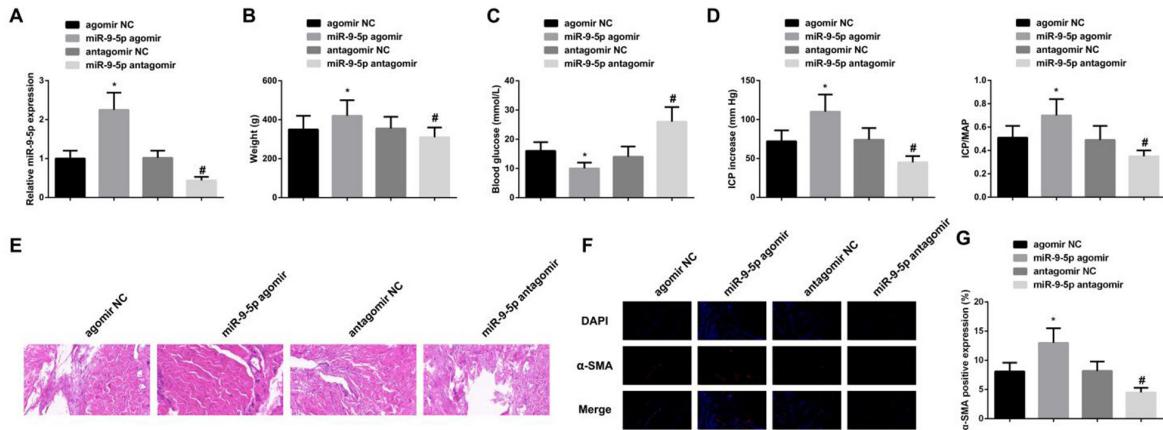 A
agomir NC
miR-9-5p agomir
antagomir NC
miR-9-5p antagomir
Relative miR-9-5p expression
3
2
1
0
*
#
B
agomir NC
miR-9-5p agomir
antagomir NC
miR-9-5p antagomir
Weight (g)
600
400
200
0
*
#
C
agomir NC
miR-9-5p agomir
antagomir NC
miR-9-5p antagomir
Blood glucose (mmol/L)
40
30
20
10
0
*
#
D
agomir NC
miR-9-5p agomir
antagomir NC
miR-9-5p antagomir
ICP increase (mm Hg)
150
100
50
0
*
#
agomir NC
miR-9-5p agomir
antagomir NC
miR-9-5p antagomir
ICP/MAP
1.0
0.8
0.6
0.4
0.2
0.0
*
#
E
agomir NC
miR-9-5p agomir
antagomir NC
miR-9-5p antagomir
F
agomir NC
miR-9-5p agomir
antagomir NC
miR-9-5p antagomir
DAPI
α-SMA
Merge
G
agomir NC
miR-9-5p agomir
antagomir NC
miR-9-5p antagomir
α-SMA positive expression (%)
20
15
10
5
0
*
#